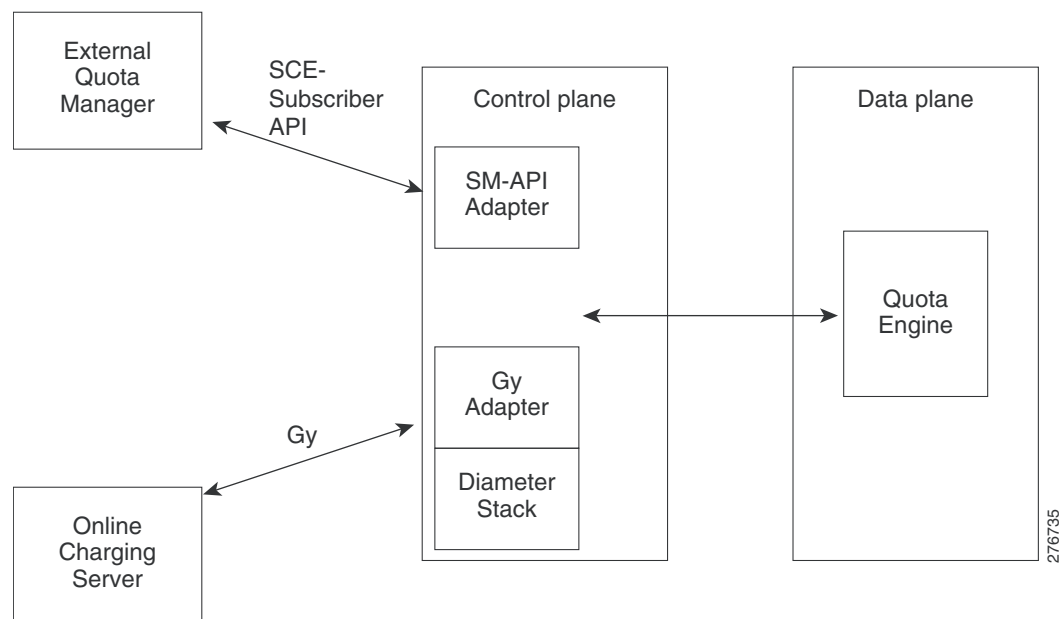 External
Quota
Manager
SCE-
Subscriber
API
Control plane
Data plane
SM-API
Adapter
Quota
Engine
Gy
Adapter
Gy
Diameter
Stack
Online
Charging
Server
276735